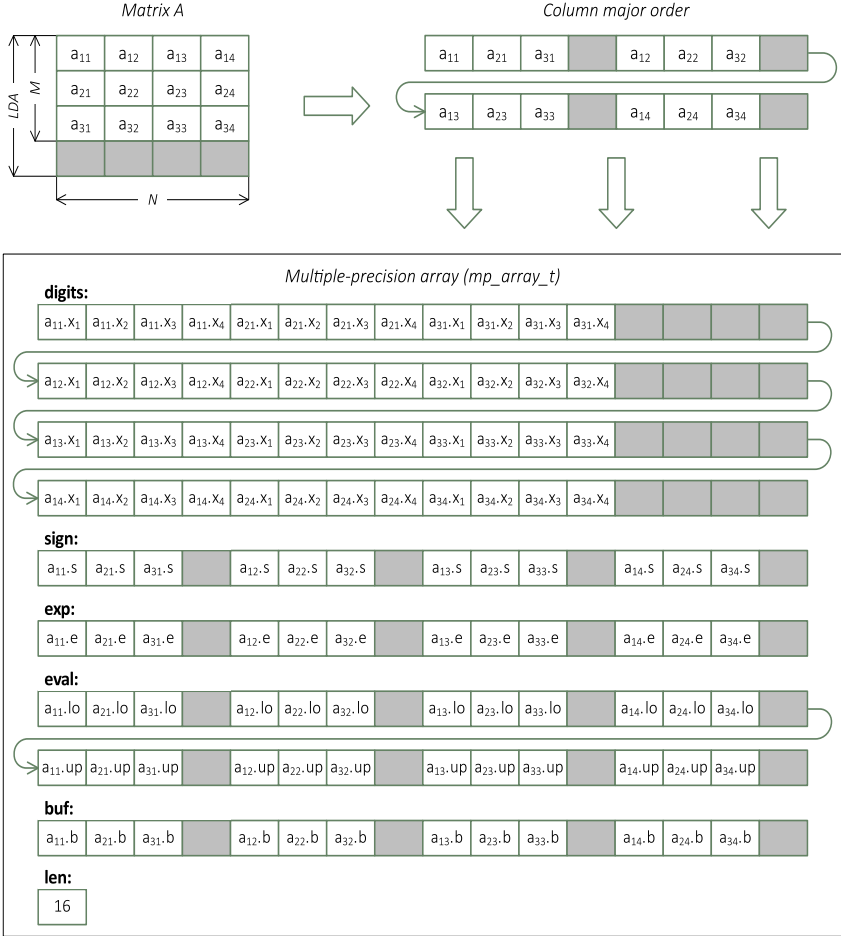 Matrix A
Column major order
LDA
M
a₁₁ a₁₂ a₁₃ a₁₄
a₂₁ a₂₂ a₂₃ a₂₄
a₃₁ a₃₂ a₃₃ a₃₄
N
a₁₁ a₂₁ a₃₁ a₁₂ a₂₂ a₃₂
a₁₃ a₂₃ a₃₃ a₁₄ a₂₄ a₃₄
Multiple-precision array (mp_array_t)
digits:
a₁₁.x₁ a₁₁.x₂ a₁₁.x₃ a₁₁.x₄ a₂₁.x₁ a₂₁.x₂ a₂₁.x₃ a₂₁.x₄ a₃₁.x₁ a₃₁.x₂ a₃₁.x₃ a₃₁.x₄
a₁₂.x₁ a₁₂.x₂ a₁₂.x₃ a₁₂.x₄ a₂₂.x₁ a₂₂.x₂ a₂₂.x₃ a₂₂.x₄ a₃₂.x₁ a₃₂.x₂ a₃₂.x₃ a₃₂.x₄
a₁₃.x₁ a₁₃.x₂ a₁₃.x₃ a₁₃.x₄ a₂₃.x₁ a₂₃.x₂ a₂₃.x₃ a₂₃.x₄ a₃₃.x₁ a₃₃.x₂ a₃₃.x₃ a₃₃.x₄
a₁₄.x₁ a₁₄.x₂ a₁₄.x₃ a₁₄.x₄ a₂₄.x₁ a₂₄.x₂ a₂₄.x₃ a₂₄.x₄ a₃₄.x₁ a₃₄.x₂ a₃₄.x₃ a₃₄.x₄
sign:
a₁₁.s a₂₁.s a₃₁.s a₁₂.s a₂₂.s a₃₂.s a₁₃.s a₂₃.s a₃₃.s a₁₄.s a₂₄.s a₃₄.s
exp:
a₁₁.e a₂₁.e a₃₁.e a₁₂.e a₂₂.e a₃₂.e a₁₃.e a₂₃.e a₃₃.e a₁₄.e a₂₄.e a₃₄.e
eval:
a₁₁.lo a₂₁.lo a₃₁.lo a₁₂.lo a₂₂.lo a₃₂.lo a₁₃.lo a₂₃.lo a₃₃.lo a₁₄.lo a₂₄.lo a₃₄.lo
a₁₁.up a₂₁.up a₃₁.up a₁₂.up a₂₂.up a₃₂.up a₁₃.up a₂₃.up a₃₃.up a₁₄.up a₂₄.up a₃₄.up
buf:
a₁₁.b a₂₁.b a₃₁.b a₁₂.b a₂₂.b a₃₂.b a₁₃.b a₂₃.b a₃₃.b a₁₄.b a₂₄.b a₃₄.b
len:
16